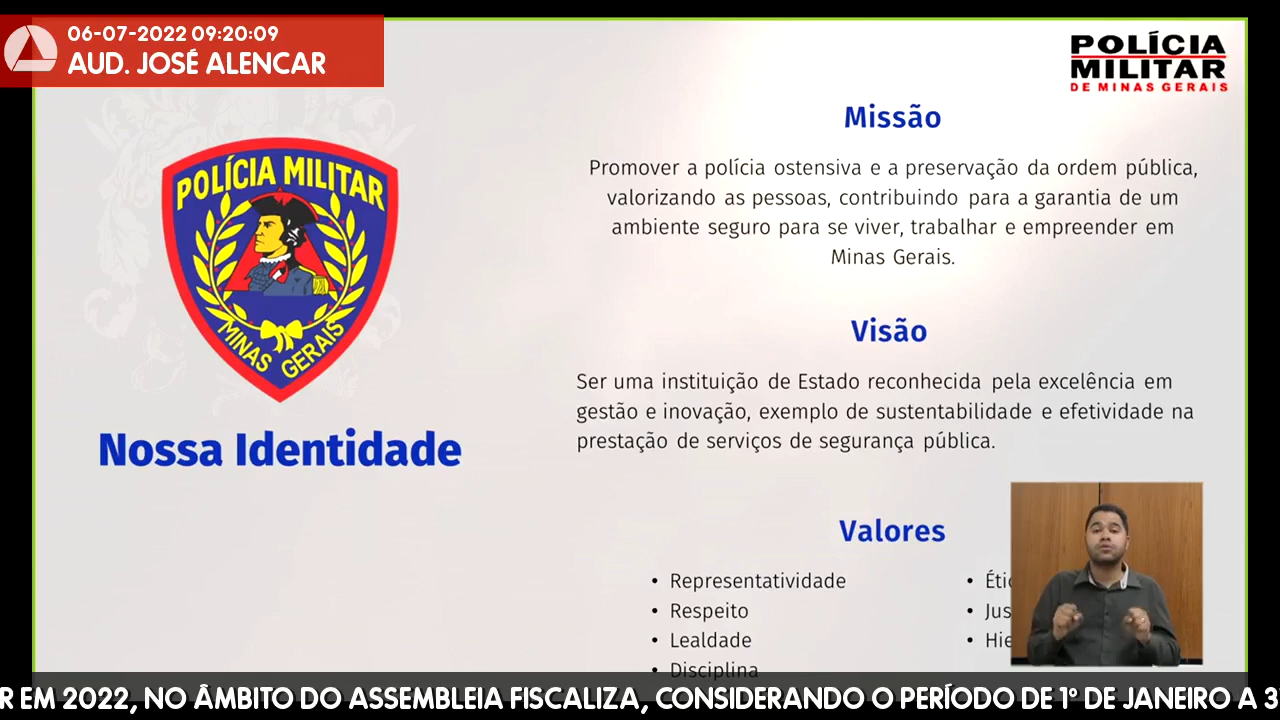 06-07-2022 09:20:09
AUD. JOSÉ ALENCAR
POLÍCIA
MILITAR
DE MINAS GERAIS
POLÍCIA MILITAR
MINAS GERAIS
Nossa Identidade
Missão
Promover a polícia ostensiva e a preservação da ordem pública,
valorizando as pessoas, contribuindo para a garantia de um
ambiente seguro para se viver, trabalhar e empreender em
Minas Gerais.
Visão
Ser uma instituição de Estado reconhecida pela excelência em
gestão e inovação, exemplo de sustentabilidade e efetividade na
prestação de serviços de segurança pública.
Valores
• Representatividade
• Respeito
• Lealdade
• Disciplina
R EM 2022, NO ÂMBITO DO ASSEMBLEIA FISCALIZA, CONSIDERANDO O PERÍODO DE 1º DE JANEIRO A 3